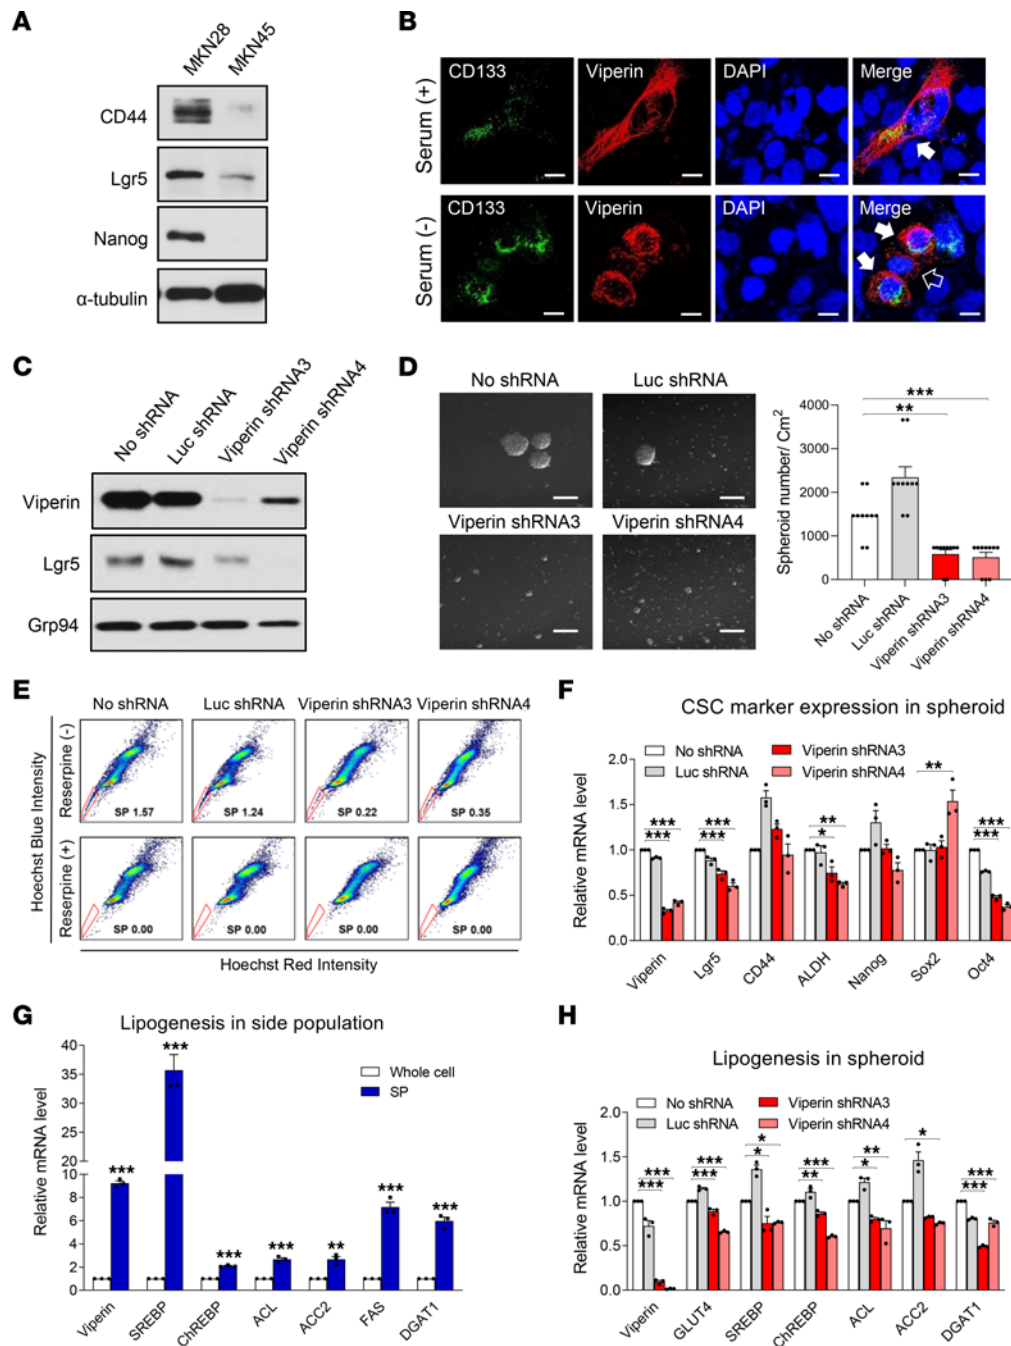 A
MKN28
MKN45
CD44
Lgr5
Nanog
α-tubulin
B
CD133
Viperin
DAPI
Merge
Serum (+)
CD133
Viperin
DAPI
Merge
Serum (-)
C
No shRNA
Luc shRNA
Viperin shRNA3
Viperin shRNA4
Viperin
Lgr5
Grp94
D
No shRNA
Luc shRNA
Viperin shRNA3
Viperin shRNA4
***
**
Spheroid number/ Cm²
4000
3000
2000
1000
0
No shRNA
Luc shRNA
Viperin shRNA3
Viperin shRNA4
E
No shRNA
Luc shRNA
Viperin shRNA3
Viperin shRNA4
Hoechst Blue Intensity
Reserpine (-)
SP 1.57
SP 1.24
SP 0.22
SP 0.35
Reserpine (+)
SP 0.00
SP 0.00
SP 0.00
SP 0.00
Hoechst Red Intensity
F
CSC marker expression in spheroid
No shRNA
Luc shRNA
Viperin shRNA3
Viperin shRNA4
Relative mRNA level
2.0
1.5
1.0
0.5
0.0
***
***
***
***
**
*
**
***
***
Viperin
Lgr5
CD44
ALDH
Nanog
Sox2
Oct4
G
Lipogenesis in side population
Whole cell
SP
Relative mRNA level
40
35
30
25
20
10
8
6
4
2
0
***
***
***
***
**
***
***
Viperin
SREBP
ChREBP
ACL
ACC2
FAS
DGAT1
H
Lipogenesis in spheroid
No shRNA
Luc shRNA
Viperin shRNA3
Viperin shRNA4
Relative mRNA level
2.0
1.5
1.0
0.5
0.0
***
***
***
***
*
*
***
**
**
*
*
***
***
Viperin
GLUT4
SREBP
ChREBP
ACL
ACC2
DGAT1